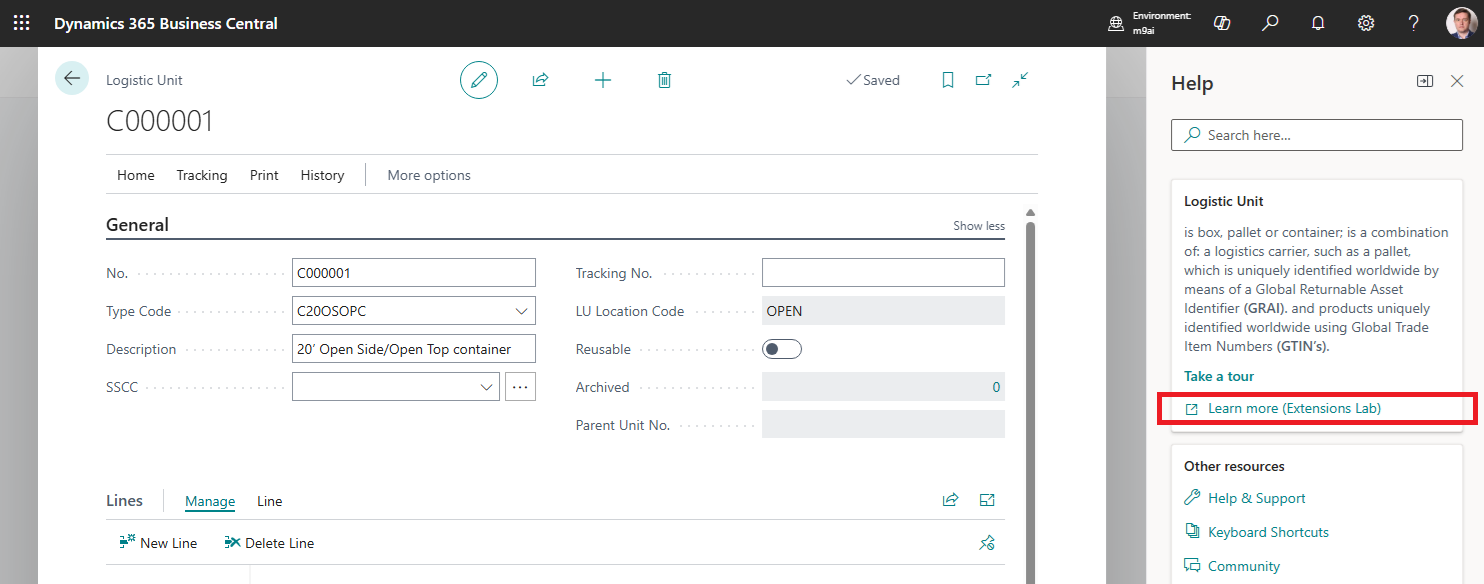 Dynamics 365 Business Central
Environment:
m9ai
Logistic Unit
Saved
C000001
Home Tracking Print History More options
General
Show less
No. C000001
Type Code C20OSOPC
Description 20’ Open Side/Open Top container
SSCC
Tracking No.
LU Location Code OPEN
Reusable
Archived 0
Parent Unit No.
Lines Manage Line
New Line Delete Line
Help
Search here...
Logistic Unit
is box, pallet or container; is a combination
of: a logistics carrier, such as a pallet,
which is uniquely identified worldwide by
means of a Global Returnable Asset
Identifier (GRAI). and products uniquely
identified worldwide using Global Trade
Item Numbers (GTIN’s).
Take a tour
Learn more (Extensions Lab)
Other resources
Help & Support
Keyboard Shortcuts
Community